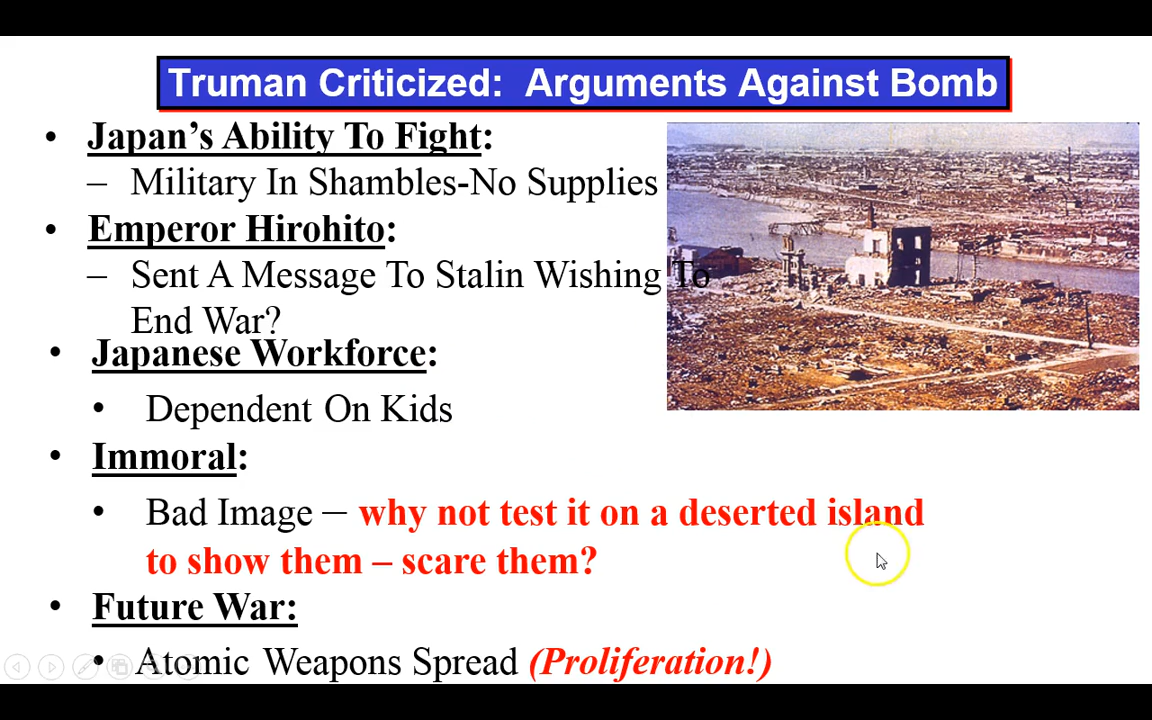 Truman Criticized: Arguments Against Bomb
• Japan's Ability To Fight:
– Military In Shambles-No Supplies
• Emperor Hirohito:
– Sent A Message To Stalin Wishing To
End War?
• Japanese Workforce:
• Dependent On Kids
• Immoral:
• Bad Image – why not test it on a deserted island
to show them – scare them?
• Future War:
• Atomic Weapons Spread (Proliferation!)